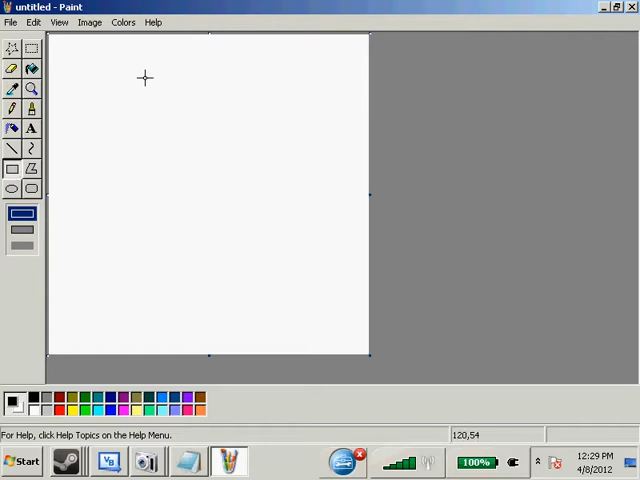 untitled - Paint
File Edit View Image Colors Help
A
For Help, click Help Topics on the Help Menu.
120,54
Start
VB
100%
12:29 PM
4/8/2012